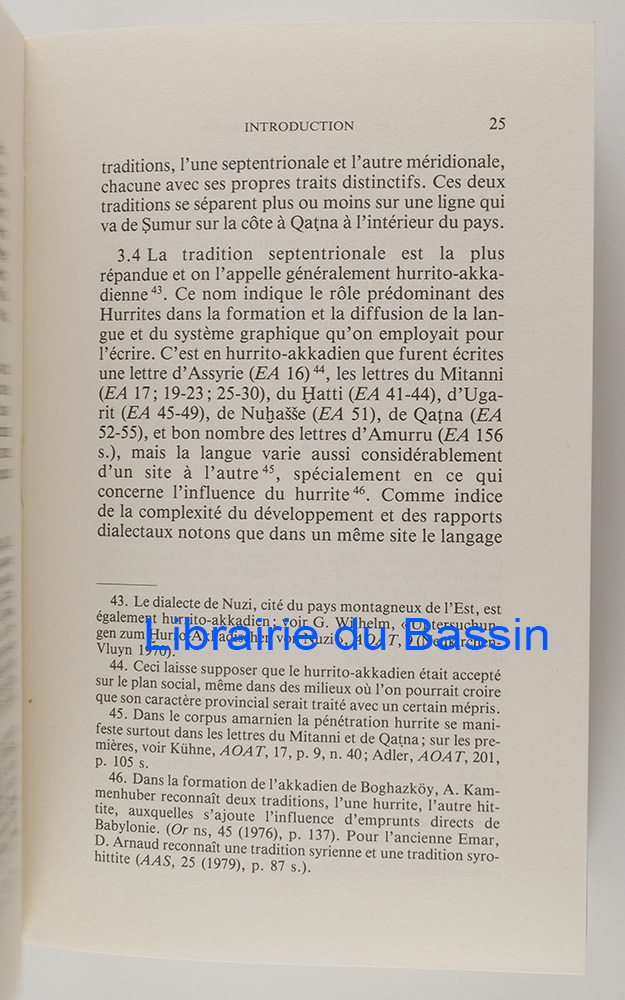 INTRODUCTION 25
traditions, l'une septentrionale et l'autre méridionale,
chacune avec ses propres traits distinctifs. Ces deux
traditions se séparent plus ou moins sur une ligne qui
va de Ṣumur sur la côte à Qaṭna à l'intérieur du pays.
3.4 La tradition septentrionale est la plus
répandue et on l'appelle généralement hurrito-akka-
dienne 43. Ce nom indique le rôle prédominant des
Hurrites dans la formation et la diffusion de la lan-
gue et du système graphique qu'on employait pour
l'écrire. C'est en hurrito-akkadien que furent écrites
une lettre d'Assyrie (EA 16) 44, les lettres du Mitanni
(EA 17; 19-23; 25-30), du Ḫatti (EA 41-44), d'Uga-
rit (EA 45-49), de Nuḫašše (EA 51), de Qaṭna (EA
52-55), et bon nombre des lettres d'Amurru (EA 156
s.), mais la langue varie aussi considérablement
d'un site à l'autre 45, spécialement en ce qui
concerne l'influence du hurrite 46. Comme indice
de la complexité du développement et des rapports
dialectaux notons que dans un même site le langage
43. Le dialecte de Nuzi, cité du pays montagneux de l'Est, est
également hurrito-akkadien; voir G. Wilhelm, «Untersuchun-
gen zum Hurro-Akkadischen von Nuzi», AOAT, (Neukirchen-
Vluyn 1970).
Librairie du Bassin
44. Ceci laisse supposer que le hurrito-akkadien était accepté
sur le plan social, même dans des milieux où l'on pourrait croire
que son caractère provincial serait traité avec un certain mépris.
45. Dans le corpus amarnien la pénétration hurrite se mani-
feste surtout dans les lettres du Mitanni et de Qaṭna; sur les pre-
mières, voir Kühne, AOAT, 17, p. 9, n. 40; Adler, AOAT, 201,
p. 105 s.
46. Dans la formation de l'akkadien de Boghazköy, A. Kam-
menhuber reconnaît deux traditions, l'une hurrite, l'autre hit-
tite, auxquelles s'ajoute l'influence d'emprunts directs de
Babylonie. (Or ns, 45 (1976), p. 137). Pour l'ancienne Emar,
D. Arnaud reconnaît une tradition syrienne et une tradition syro-
hittite (AAS, 25 (1979), p. 87 s.).